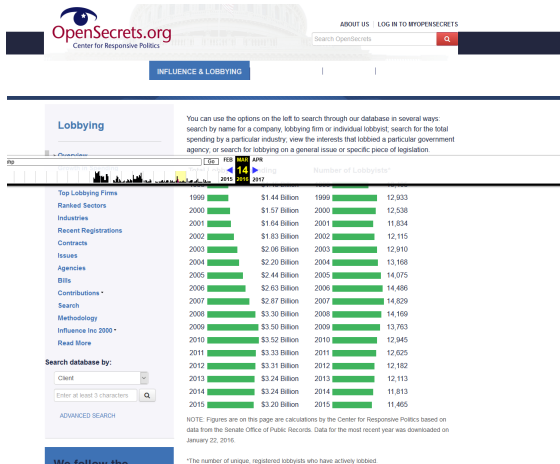 OpenSecrets.org
Center for Responsive Politics
ABOUT US | LOG IN TO MYOPENSECRETS
Search OpenSecrets
INFLUENCE & LOBBYING
Lobbying
You can use the options on the left to search through our database in several ways:
search by name for a company, lobbying firm or individual lobbyist; search for the total
spending by a particular industry; view the interests that lobbied a particular government
agency; or search for lobbying on a general issue or specific piece of legislation.
Overview
Go FEB MAR APR
14
2015 2016 2017
Number of Lobbyists*
Top Lobbying Firms
Ranked Sectors
Industries
Recent Registrations
Contracts
Issues
Agencies
Bills
Contributions
Search
Methodology
Influence Inc 2000
Read More
Search database by:
Client
Enter at least 3 characters
ADVANCED SEARCH
1999 $1.44 Billion 1999 12,933
2000 $1.57 Billion 2000 12,538
2001 $1.64 Billion 2001 11,834
2002 $1.83 Billion 2002 12,115
2003 $2.06 Billion 2003 12,910
2004 $2.20 Billion 2004 13,168
2005 $2.44 Billion 2005 14,075
2006 $2.63 Billion 2006 14,486
2007 $2.87 Billion 2007 14,829
2008 $3.30 Billion 2008 14,169
2009 $3.50 Billion 2009 13,763
2010 $3.52 Billion 2010 12,945
2011 $3.33 Billion 2011 12,625
2012 $3.31 Billion 2012 12,182
2013 $3.24 Billion 2013 12,113
2014 $3.24 Billion 2014 11,813
2015 $3.20 Billion 2015 11,465
NOTE: Figures are on this page are calculations by the Center for Responsive Politics based on
data from the Senate Office of Public Records. Data for the most recent year was downloaded on
January 22, 2016.
*The number of unique, registered lobbyists who have actively lobbied.
We follow the